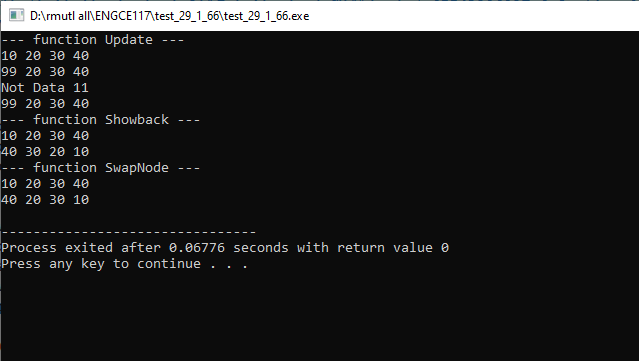 D:\rmutl all\ENGCE117\test_29_1_66\test_29_1_66.exe
--- function Update ---
10 20 30 40
99 20 30 40
Not Data 11
99 20 30 40
--- function Showback ---
10 20 30 40
40 30 20 10
--- function SwapNode ---
10 20 30 40
40 20 30 10
--------------------------------
Process exited after 0.06776 seconds with return value 0
Press any key to continue . . .